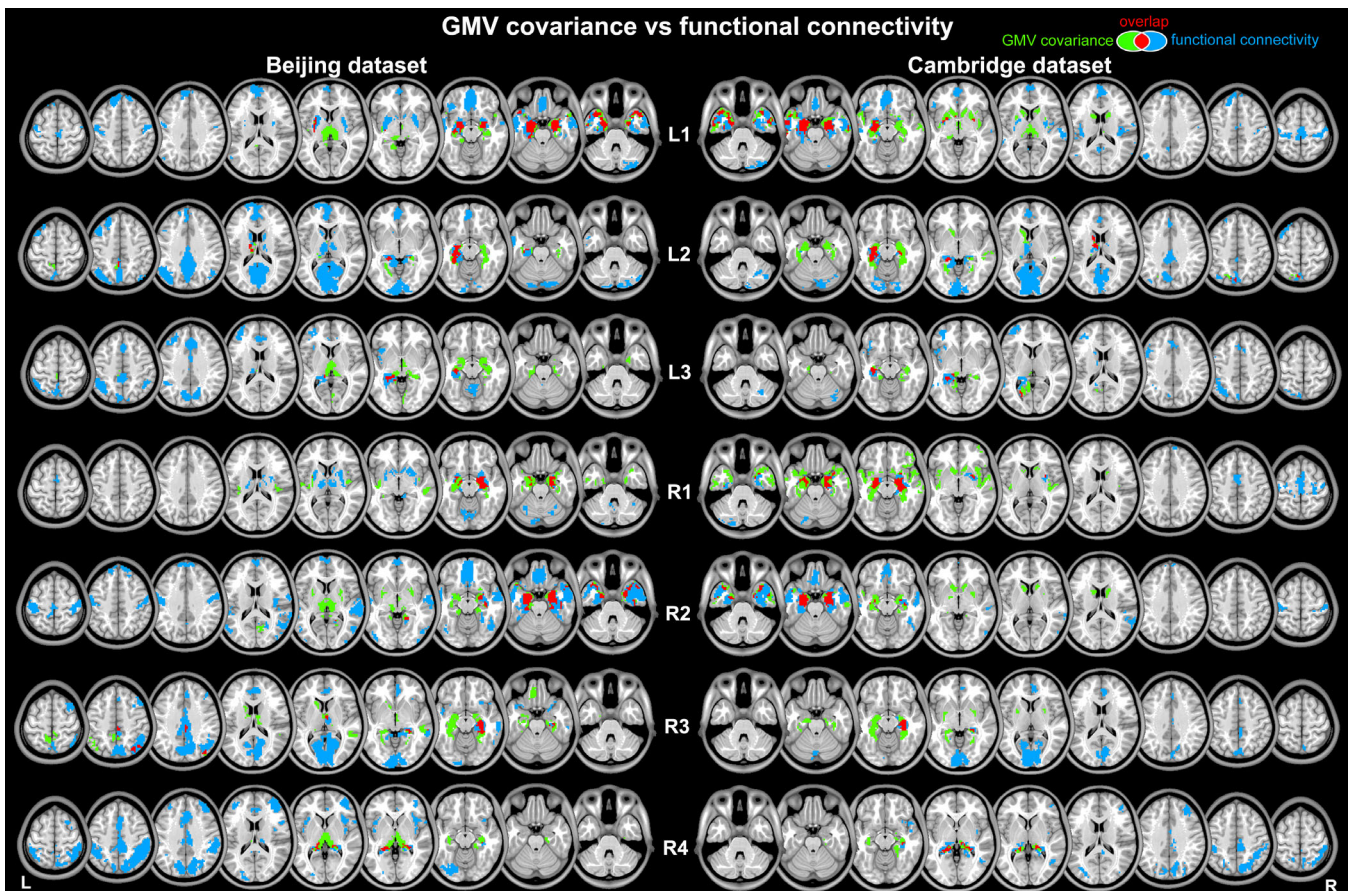 GMV covariance vs functional connectivity
overlap
GMV covariance functional connectivity
Beijing dataset
Cambridge dataset
L1
L2
L3
R1
R2
R3
R4
L
R